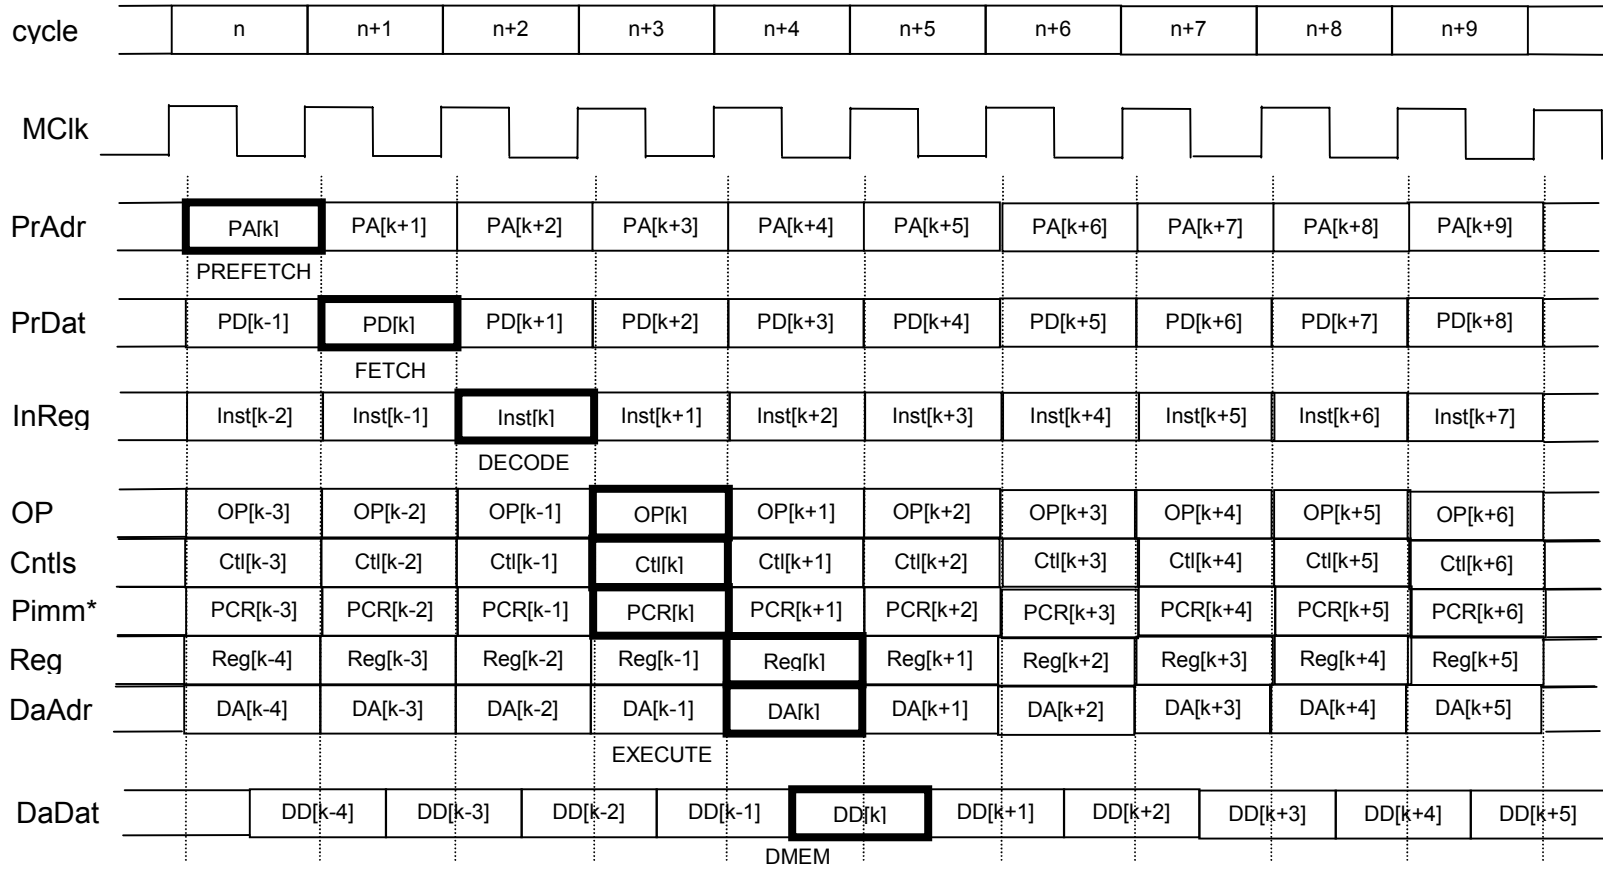 cycle n n+1 n+2 n+3 n+4 n+5 n+6 n+7 n+8 n+9
MClk
PrAdr PA[k] PA[k+1] PA[k+2] PA[k+3] PA[k+4] PA[k+5] PA[k+6] PA[k+7] PA[k+8] PA[k+9]
PREFETCH
PrDat PD[k-1] PD[k] PD[k+1] PD[k+2] PD[k+3] PD[k+4] PD[k+5] PD[k+6] PD[k+7] PD[k+8]
FETCH
InReg Inst[k-2] Inst[k-1] Inst[k] Inst[k+1] Inst[k+2] Inst[k+3] Inst[k+4] Inst[k+5] Inst[k+6] Inst[k+7]
DECODE
OP OP[k-3] OP[k-2] OP[k-1] OP[k] OP[k+1] OP[k+2] OP[k+3] OP[k+4] OP[k+5] OP[k+6]
Cntls Ctl[k-3] Ctl[k-2] Ctl[k-1] Ctl[k] Ctl[k+1] Ctl[k+2] Ctl[k+3] Ctl[k+4] Ctl[k+5] Ctl[k+6]
Pimm* PCR[k-3] PCR[k-2] PCR[k-1] PCR[k] PCR[k+1] PCR[k+2] PCR[k+3] PCR[k+4] PCR[k+5] PCR[k+6]
Reg Reg[k-4] Reg[k-3] Reg[k-2] Reg[k-1] Reg[k] Reg[k+1] Reg[k+2] Reg[k+3] Reg[k+4] Reg[k+5]
DaAdr DA[k-4] DA[k-3] DA[k-2] DA[k-1] DA[k] DA[k+1] DA[k+2] DA[k+3] DA[k+4] DA[k+5]
EXECUTE
DaDat DD[k-4] DD[k-3] DD[k-2] DD[k-1] DD[k] DD[k+1] DD[k+2] DD[k+3] DD[k+4] DD[k+5]
DMEM